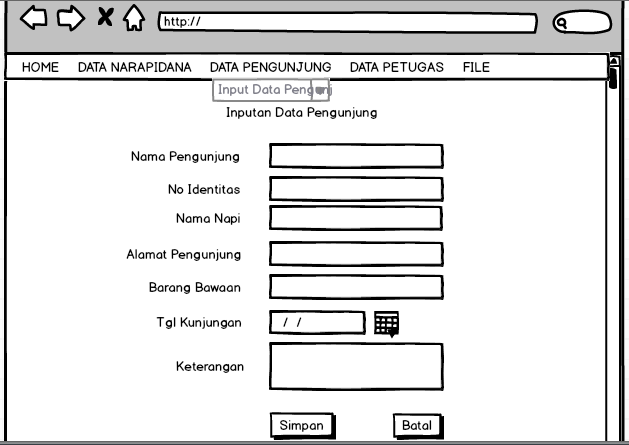 http://
HOME DATA NARAPIDANA DATA PENGUNJUNG DATA PETUGAS FILE
Input Data Pengunj
Inputan Data Pengunjung
Nama Pengunjung
No Identitas
Nama Napi
Alamat Pengunjung
Barang Bawaan
Tgl Kunjungan / /
Keterangan
Simpan Batal